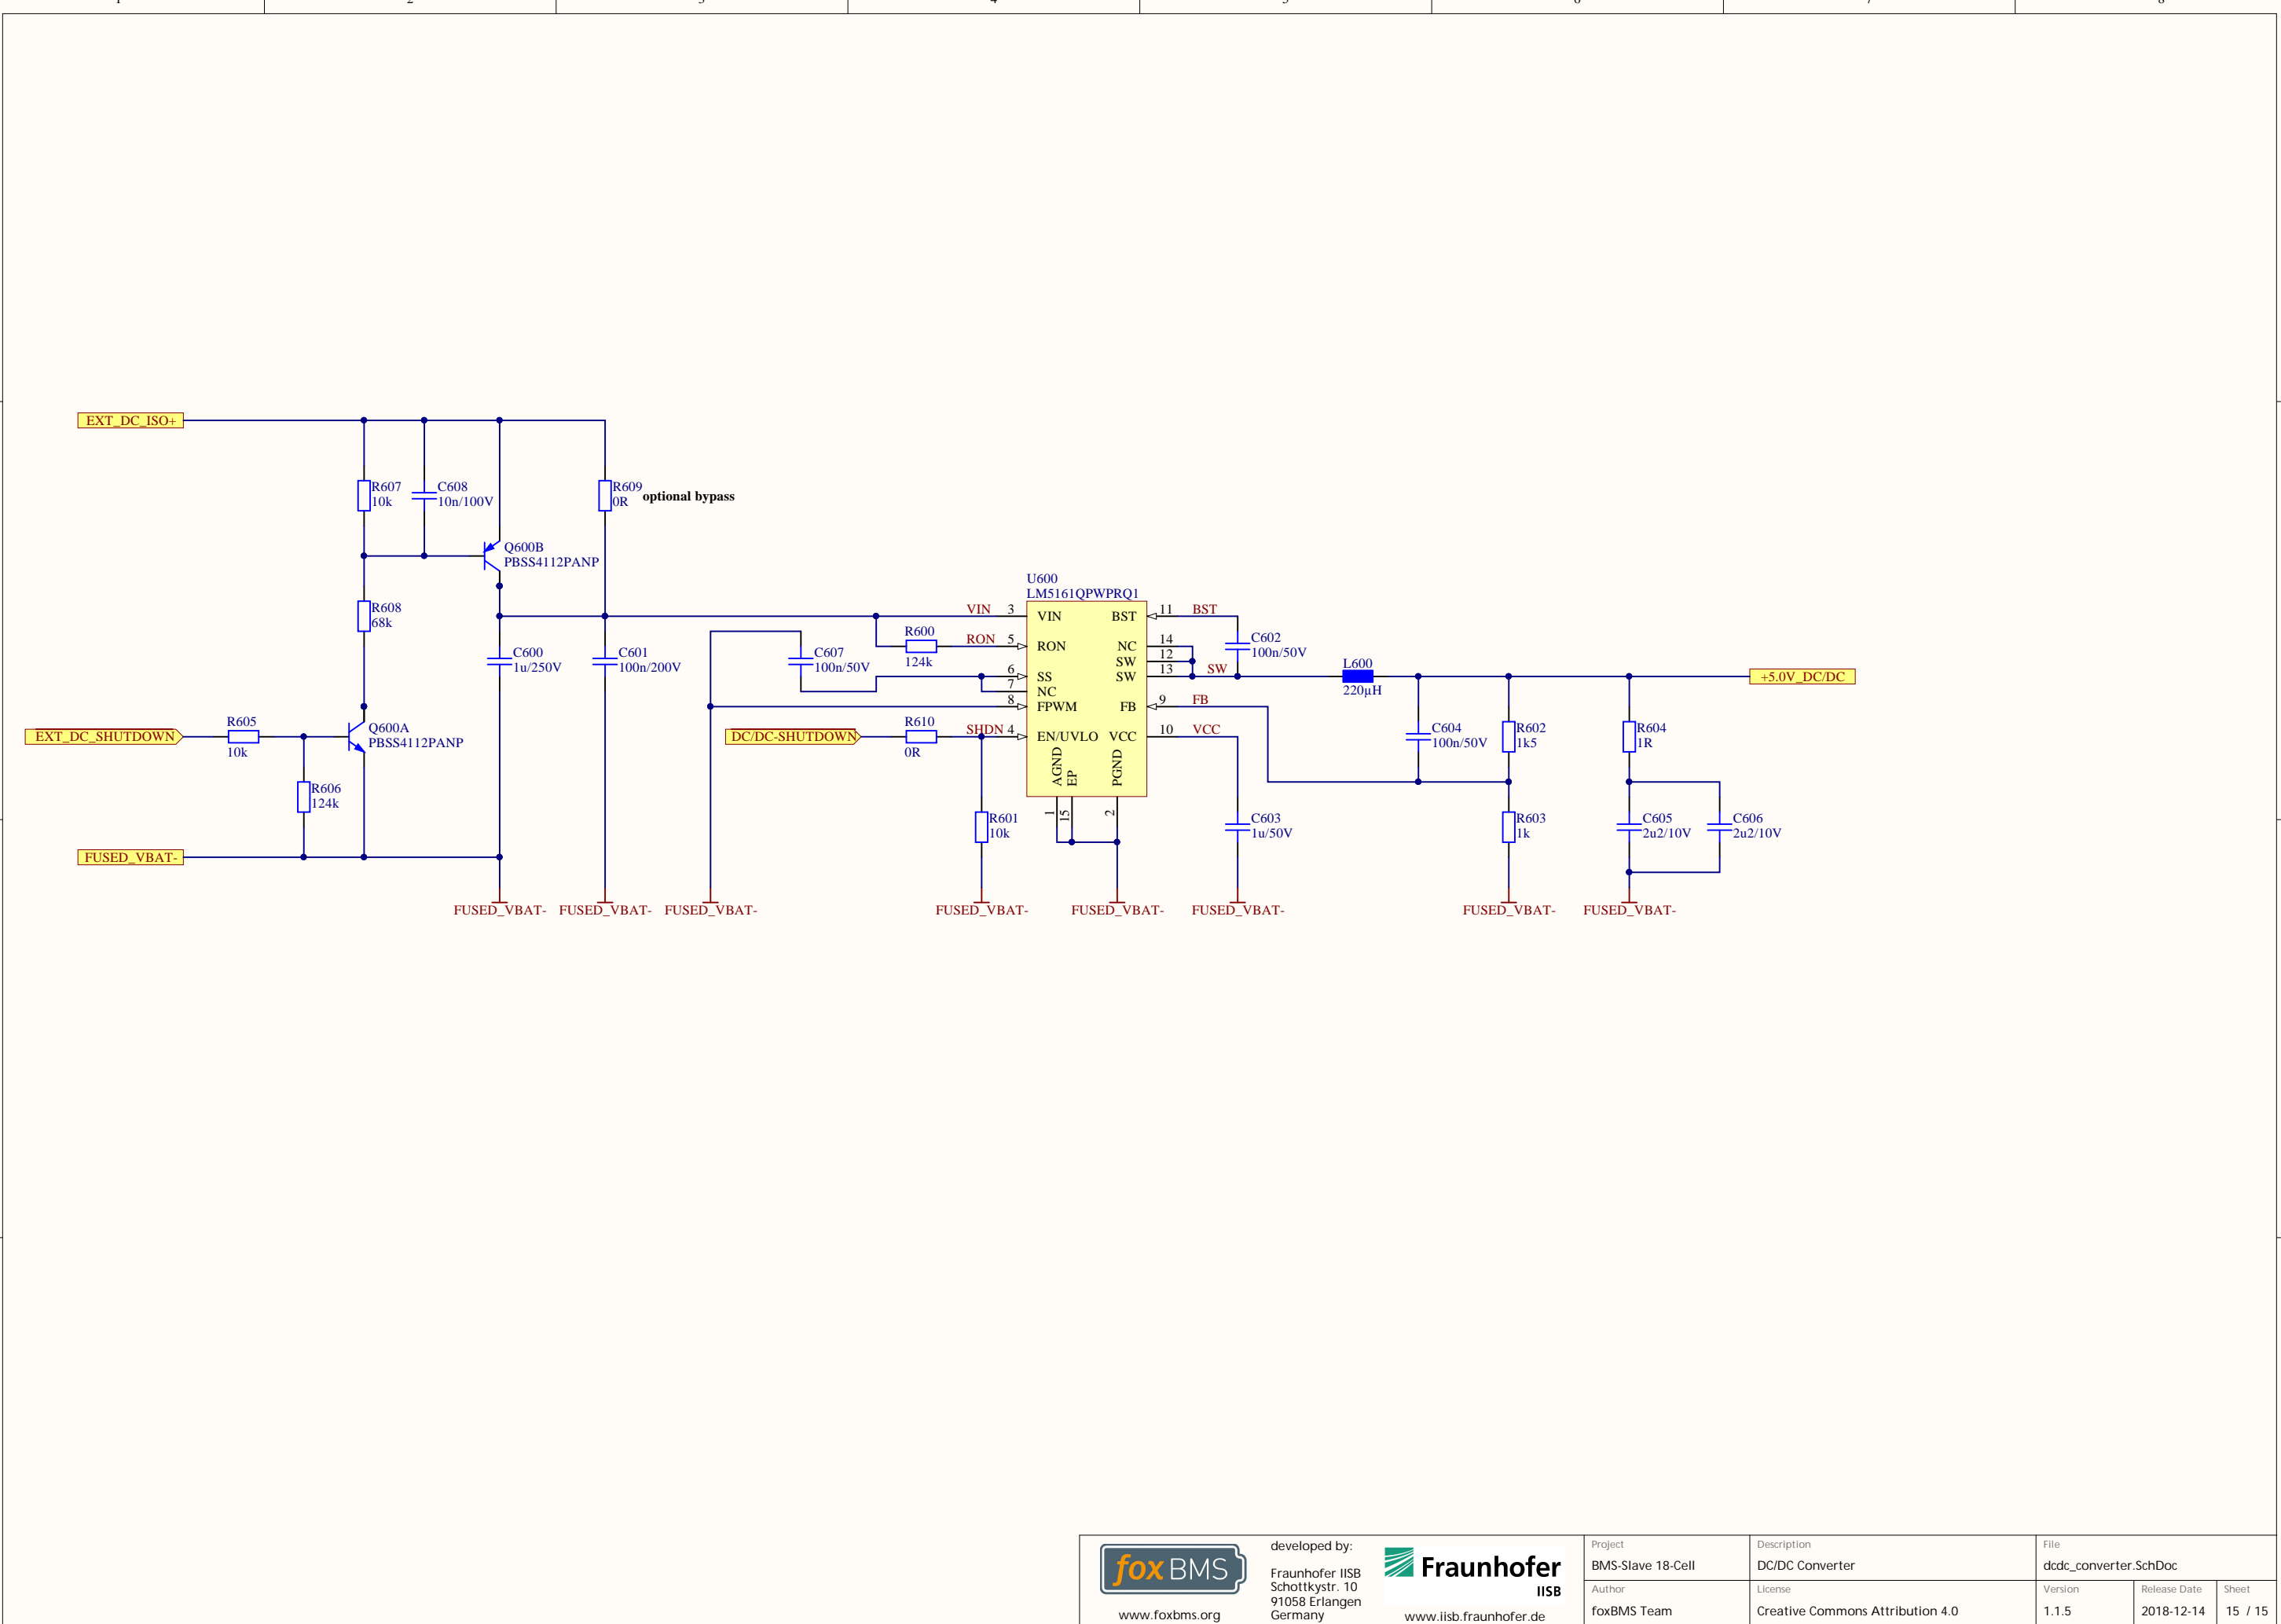 2
3
4
5
6
7
8
EXT_DC_ISO+
R607
10k
C608
10n/100V
R609
0R
optional bypass
Q600B
PBSS4112PANP
R608
68k
C600
1u/250V
C601
100n/200V
C607
100n/50V
R600
124k
VIN
RON
U600
LM5161QPWPRQ1
3
5
6
7
8
4
VIN
RON
SS
NC
FPWM
EN/UVLO
AGND
EP
PGND
BST
NC
SW
SW
FB
VCC
11
14
12
13
9
10
1
15
2
BST
SW
FB
VCC
C602
100n/50V
L600
220µH
+5.0V_DC/DC
EXT_DC_SHUTDOWN
R605
10k
Q600A
PBSS4112PANP
R606
124k
DC/DC-SHUTDOWN
R610
0R
SHDN
R601
10k
C603
1u/50V
C604
100n/50V
R602
1k5
R604
1R
R603
1k
C605
2u2/10V
C606
2u2/10V
FUSED_VBAT-
FUSED_VBAT-
FUSED_VBAT-
FUSED_VBAT-
FUSED_VBAT-
FUSED_VBAT-
FUSED_VBAT-
FUSED_VBAT-
FUSED_VBAT-
foxBMS
www.foxbms.org
developed by:
Fraunhofer IISB
Schottkystr. 10
91058 Erlangen
Germany
Fraunhofer
IISB
www.iisb.fraunhofer.de
Project
BMS-Slave 18-Cell
Description
DC/DC Converter
File
dcdc_converter.SchDoc
Author
foxBMS Team
License
Creative Commons Attribution 4.0
Version
1.1.5
Release Date
2018-12-14
Sheet
15 / 15